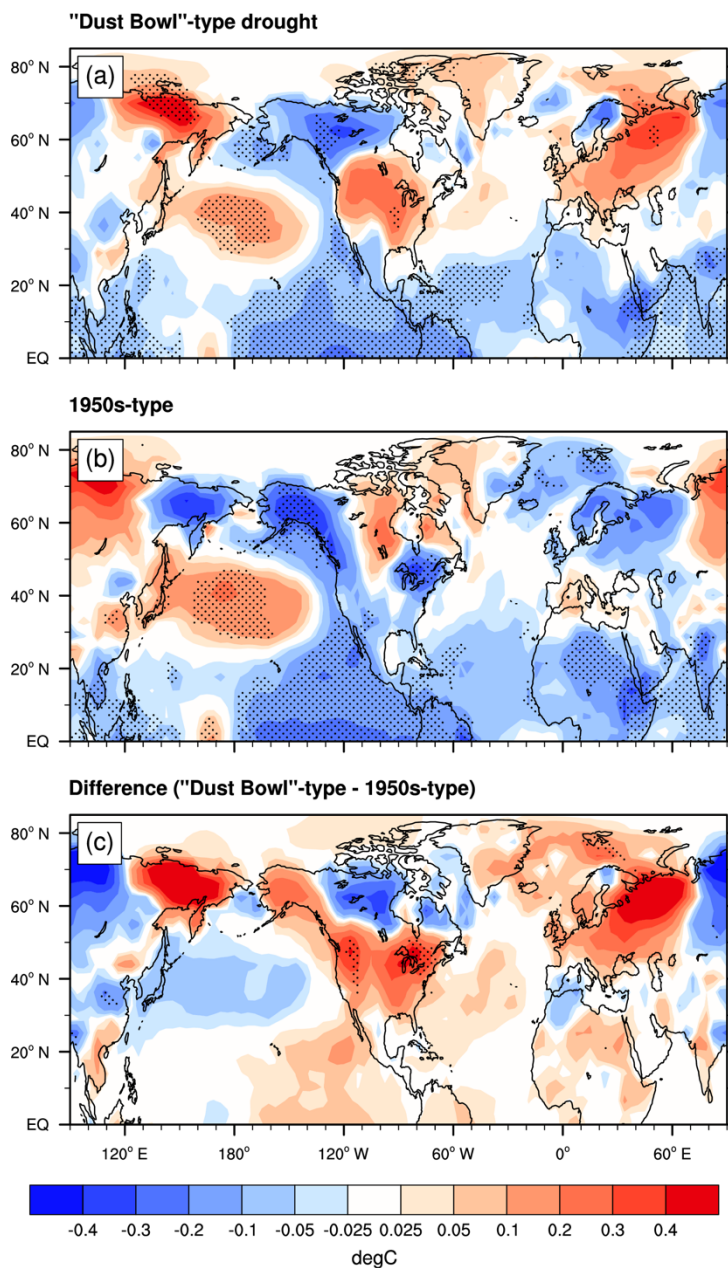 "Dust Bowl"-type drought
(a)
80° N
60° N
40° N
20° N
EQ
1950s-type
(b)
80° N
60° N
40° N
20° N
EQ
Difference ("Dust Bowl"-type - 1950s-type)
(c)
80° N
60° N
40° N
20° N
EQ
120° E 180° 120° W 60° W 0° 60° E
-0.4 -0.3 -0.2 -0.1 -0.05 -0.025 0.025 0.05 0.1 0.2 0.3 0.4
degC